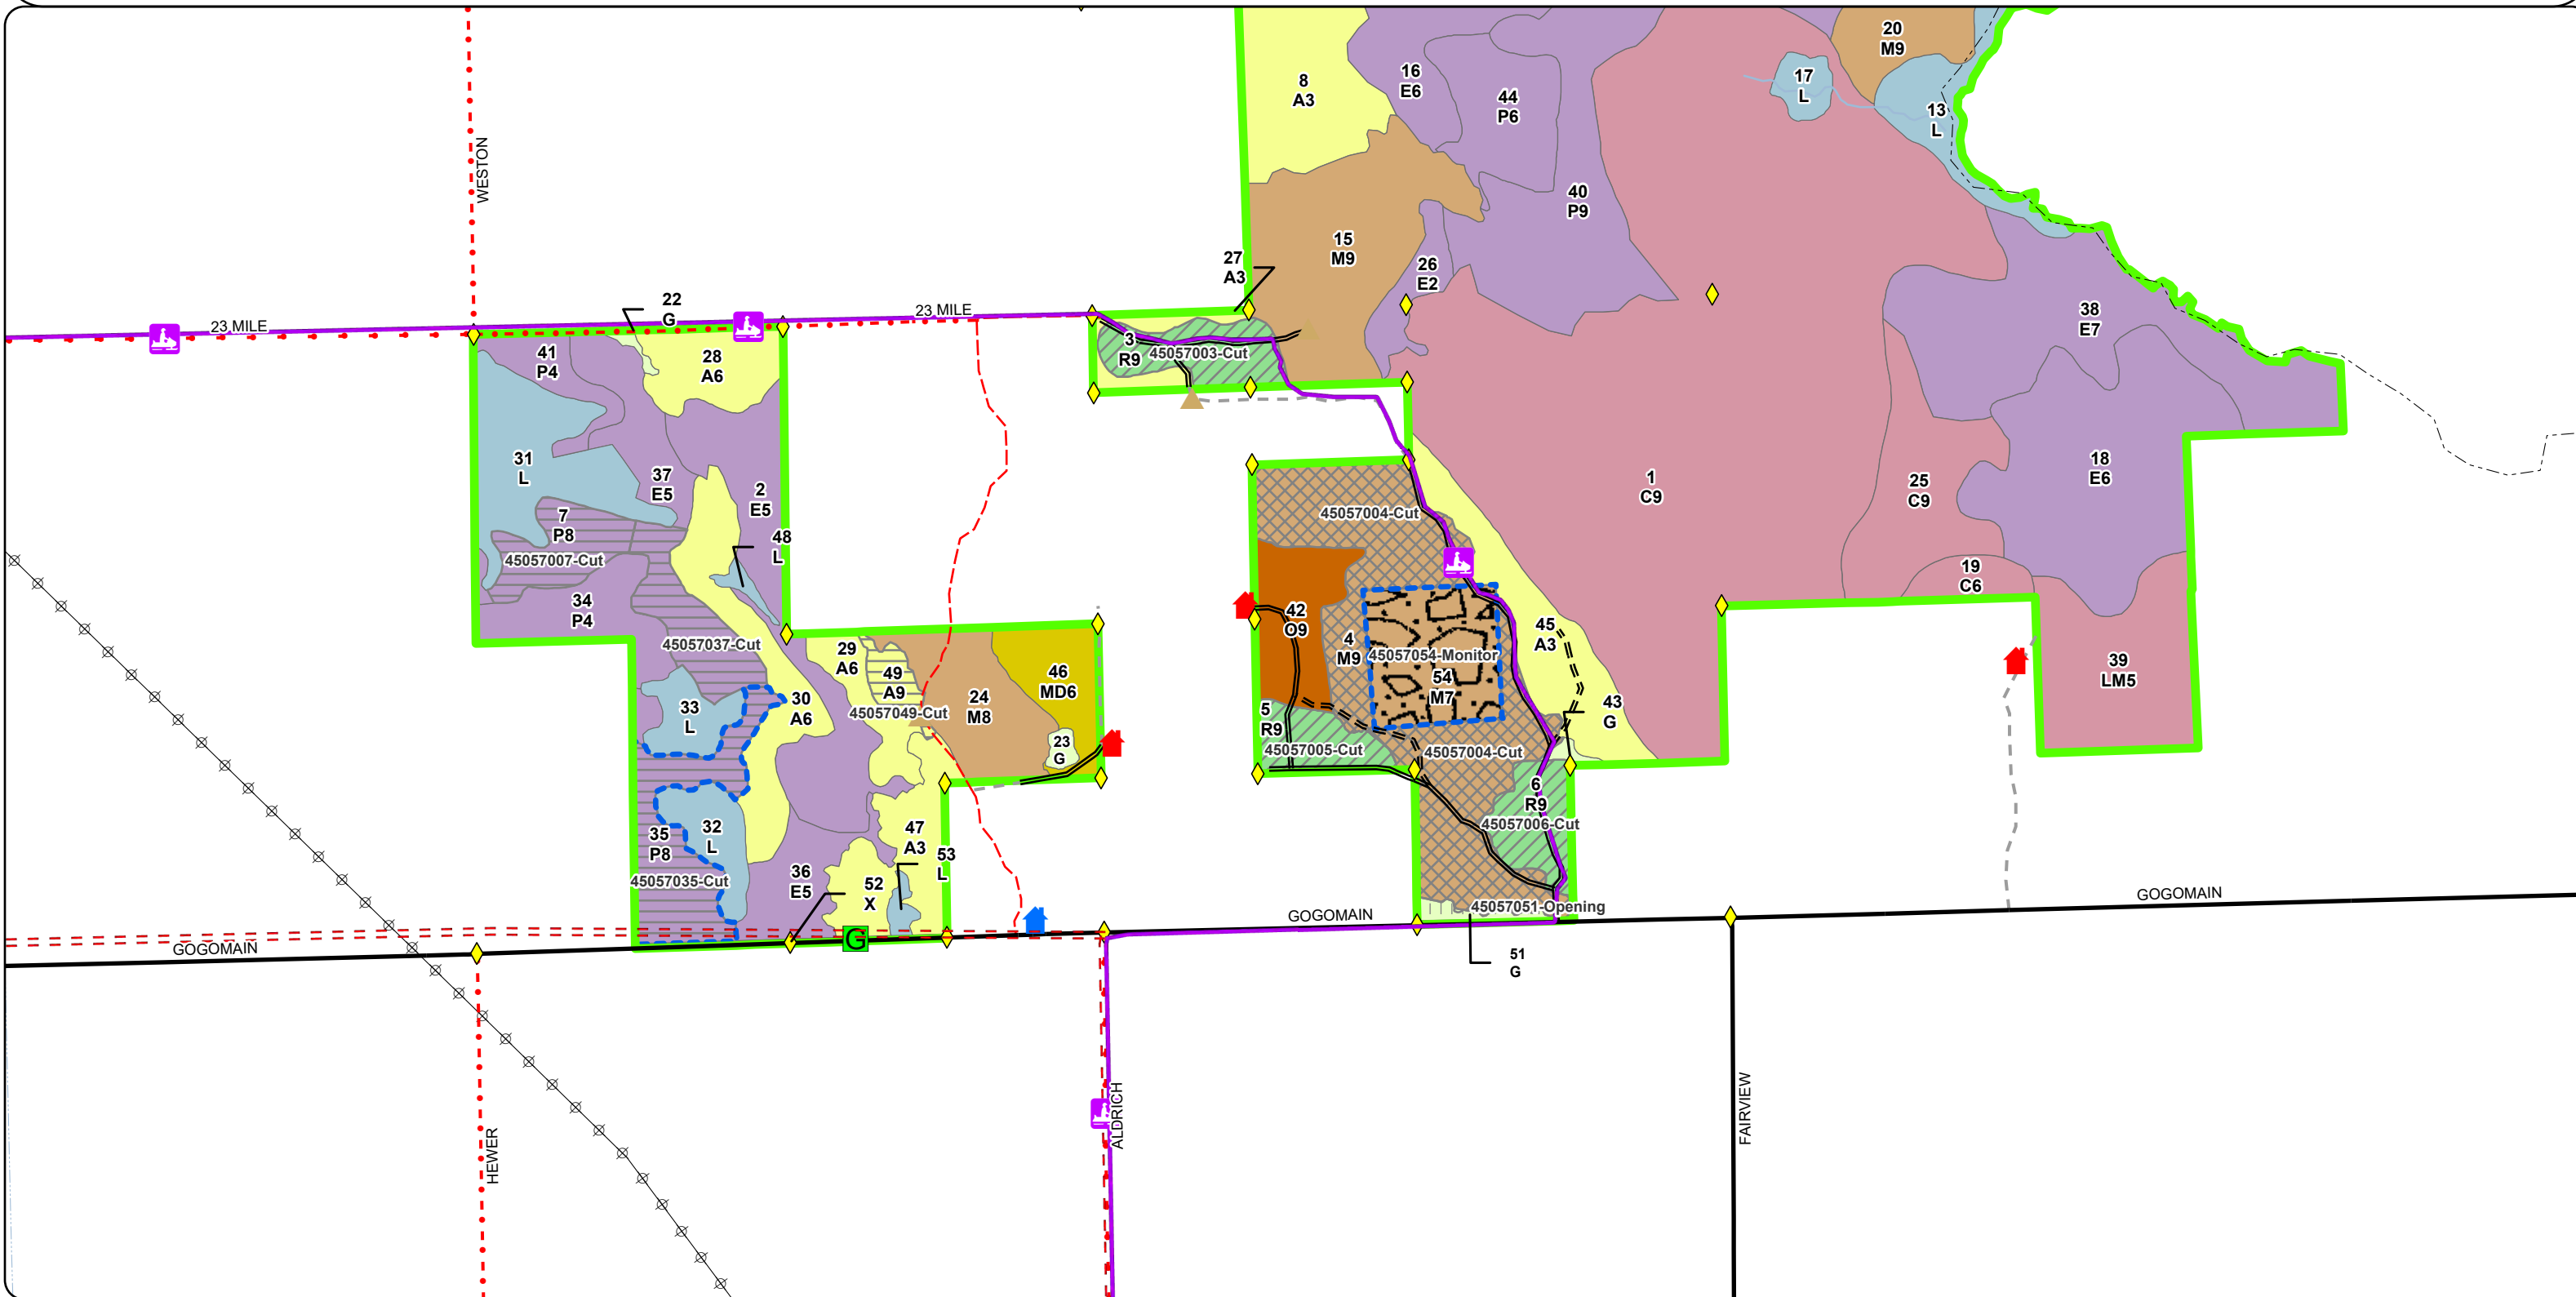 20
M9
17
L
8
A3
16
E6
44
P6
13
L
40
P9
WESTON
15
M9
27
A3
26
E2
22
G
23 MILE
23 MILE
38
E7
3
R9
45057003-Cut
41
P4
28
A6
31
L
37
E5
2
E5
1
C9
25
C9
18
E6
7
P8
45057007-Cut
48
L
45057004-Cut
34
P4
19
C6
42
O9
45057037-Cut
29
A6
49
A9
46
MD6
4
M9
45057054-Monitor
54
M7
45
A3
39
LM5
33
L
30
A6
45057049-Cut
24
M8
23
G
5
R9
45057005-Cut
45057004-Cut
43
G
6
R9
45057006-Cut
35
P8
32
L
47
A3
53
L
45057035-Cut
36
E5
52
X
45057051-Opening
51
G
GOGOMAIN
G
GOGOMAIN
GOGOMAIN
HEWER
ALDRICH
FAIRVIEW